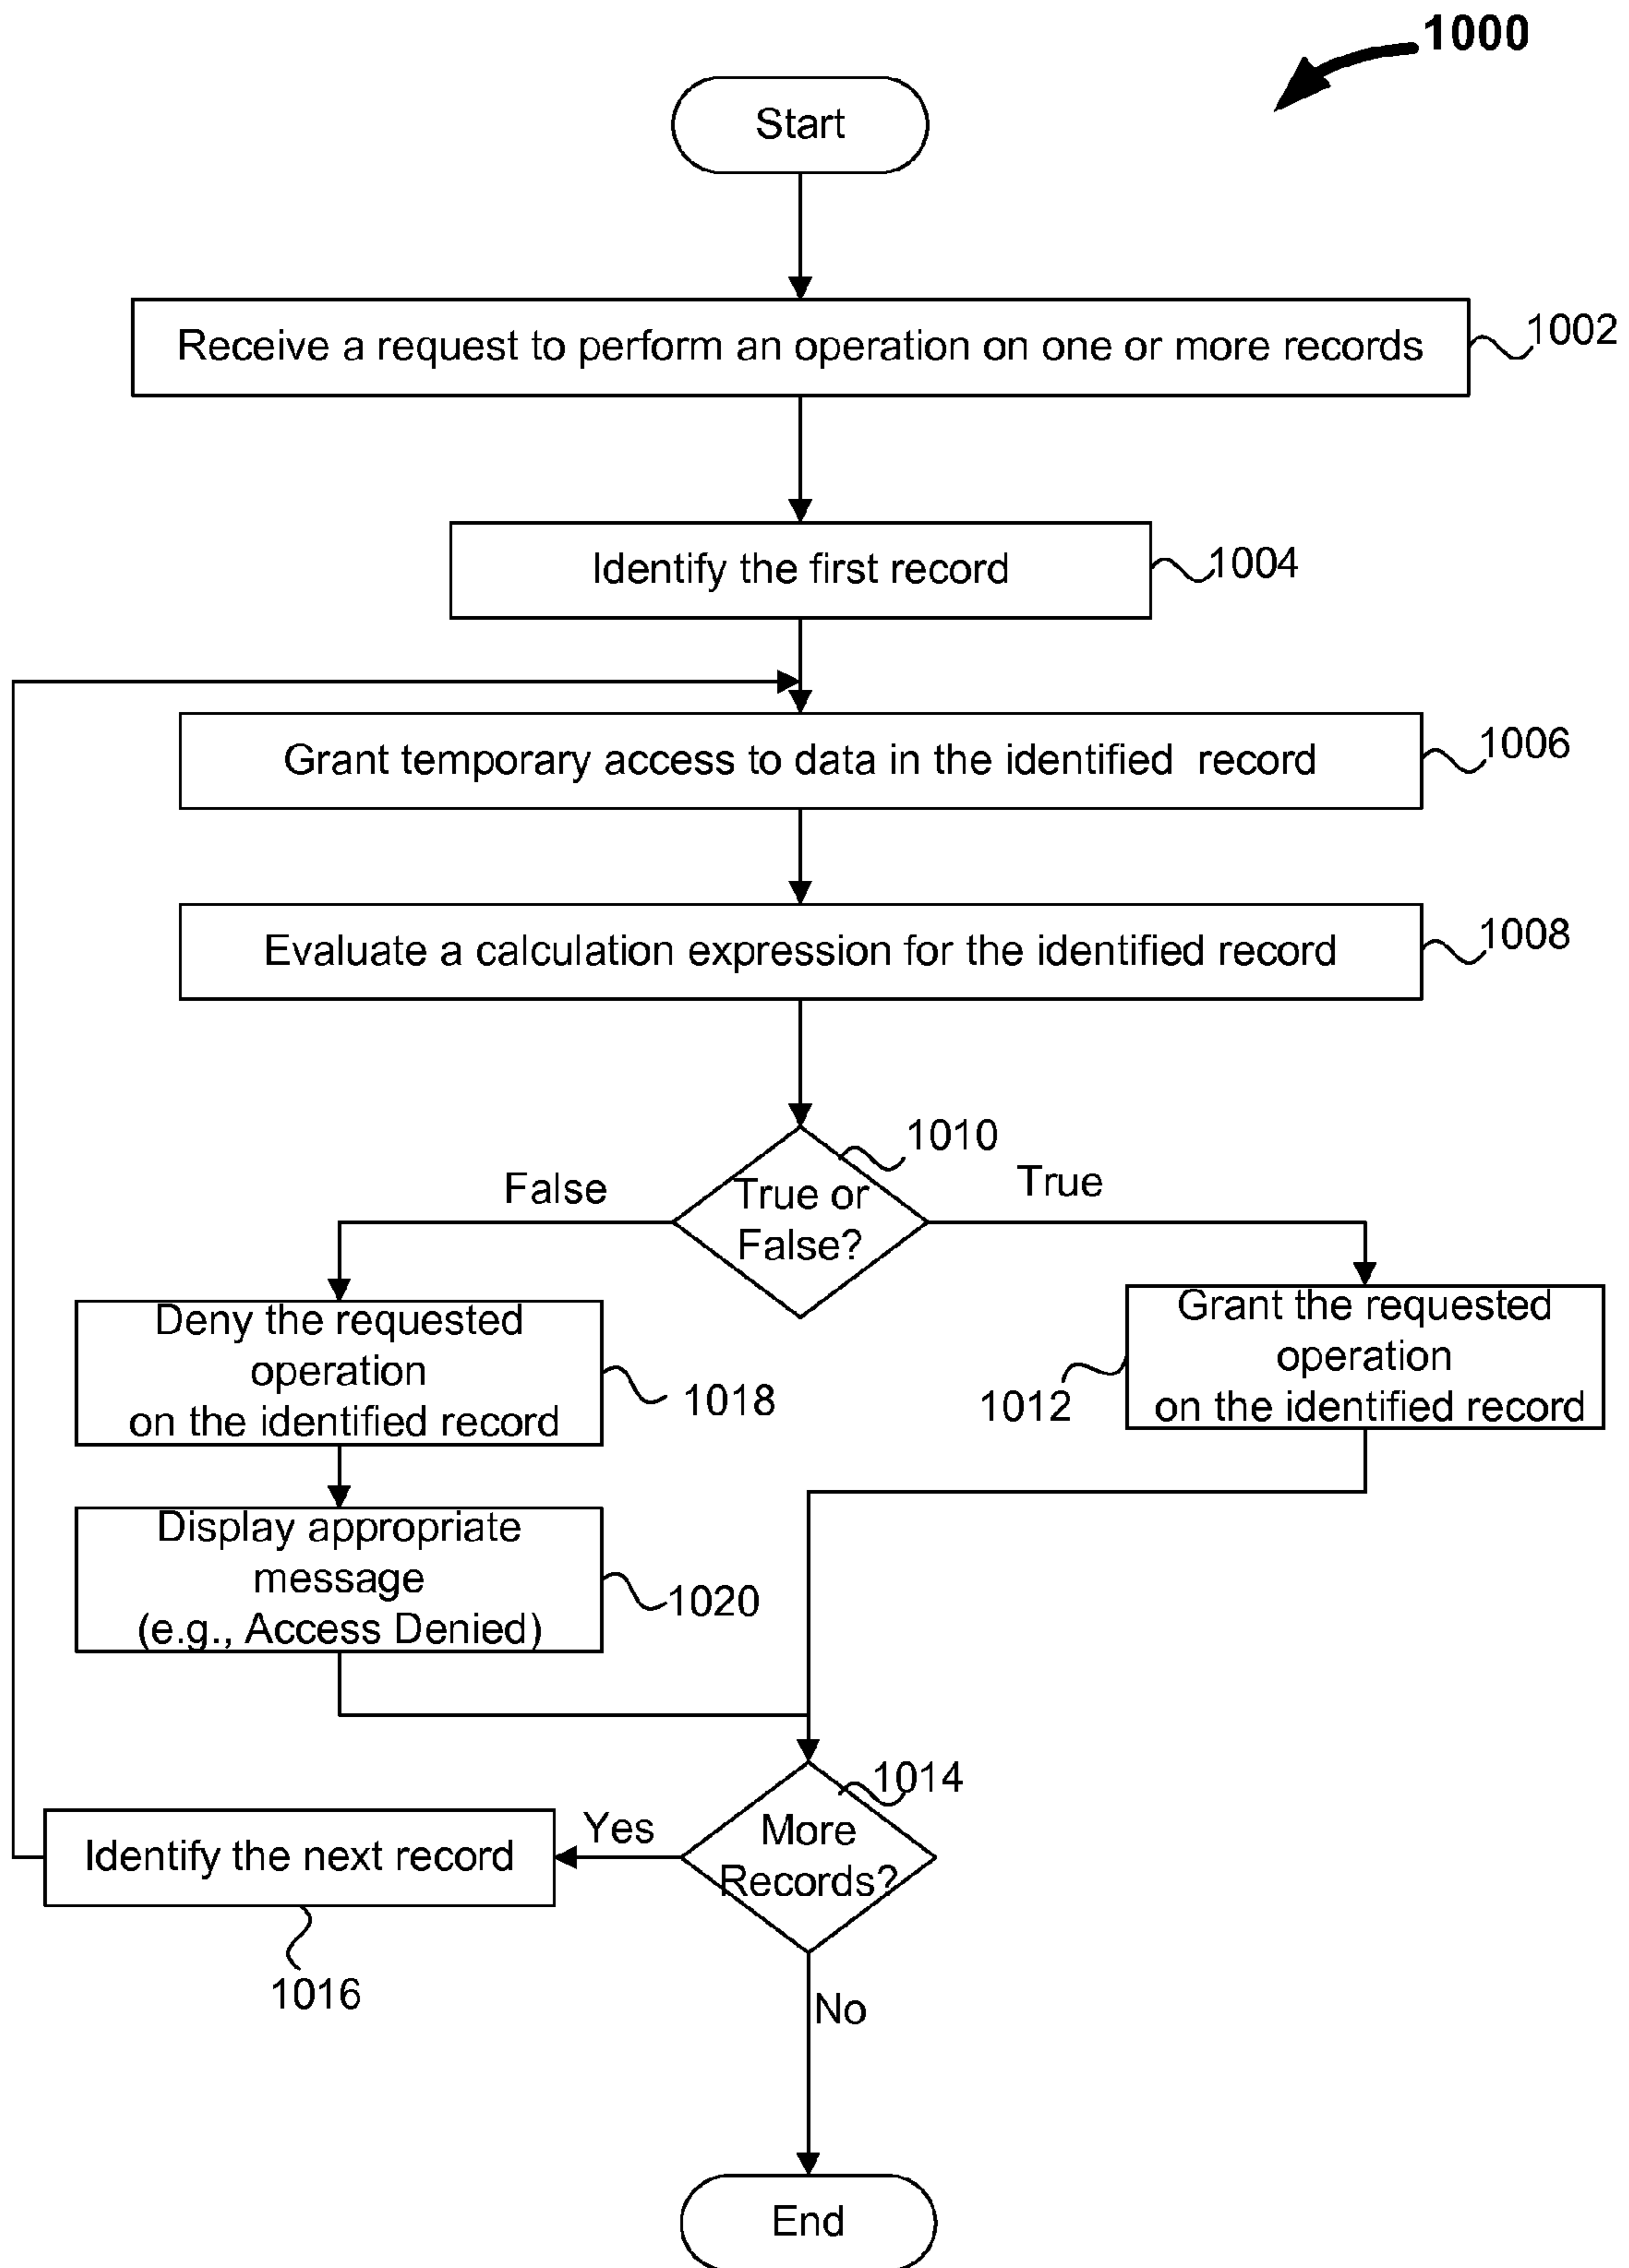 1000
Start
Receive a request to perform an operation on one or more records
1002
Identify the first record
1004
Grant temporary access to data in the identified record
1006
Evaluate a calculation expression for the identified record
1008
1010
False
True
True or
False?
Deny the requested
operation
on the identified record
1018
Grant the requested
operation
on the identified record
1012
Display appropriate
message
(e.g., Access Denied)
1020
1014
More
Records?
Yes
Identify the next record
1016
No
End